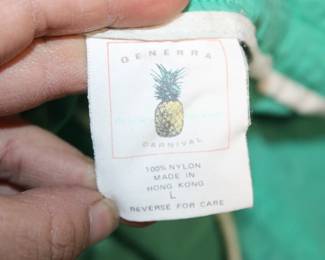 GENERRA
CARNIVAL
100% NYLON
MADE IN
HONG KONG
L
REVERSE FOR CARE